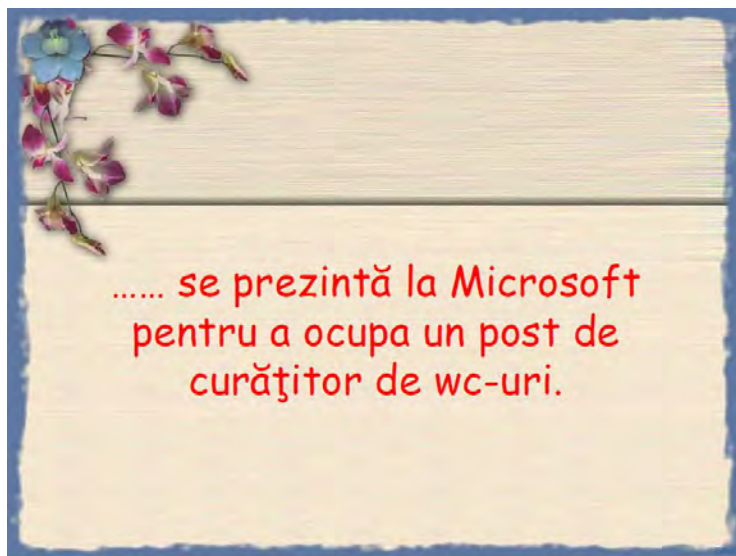 …… se prezintă la Microsoft
pentru a ocupa un post de
curăţitor de wc-uri.